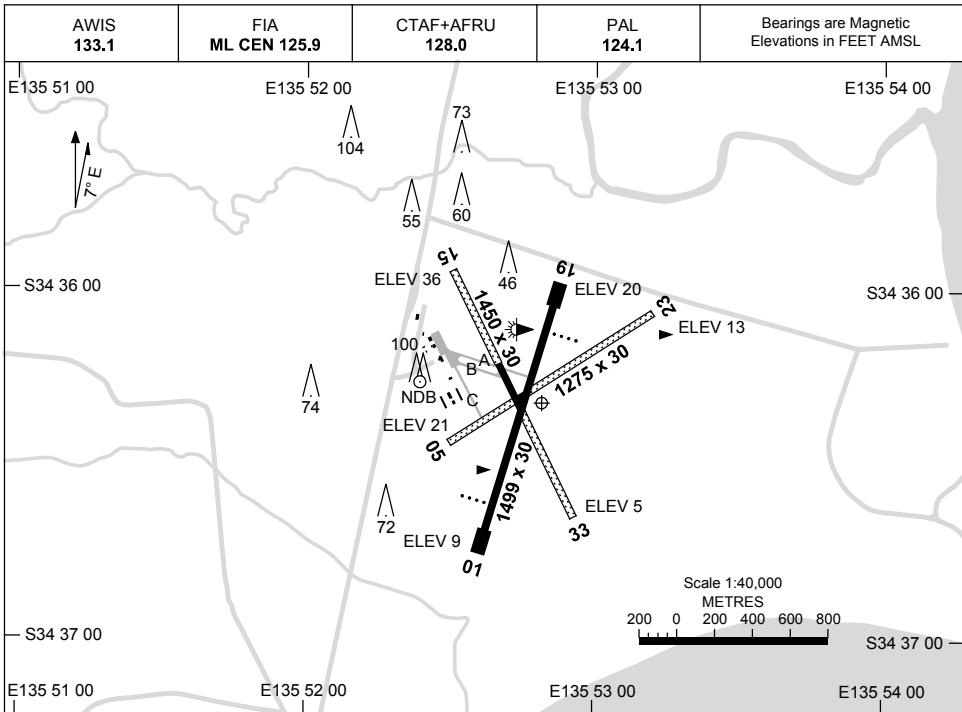 AWIS
133.1
FIA
ML CEN 125.9
CTAF+AFRU
128.0
PAL
124.1
Bearings are Magnetic
Elevations in FEET AMSL
E135 51 00
E135 52 00
E135 53 00
E135 54 00
7° E
104
73
55
60
46
S34 36 00
S34 36 00
15
ELEV 36
1450 x 30
19
ELEV 20
23
ELEV 13
1275 x 30
100
NDB
A
B
C
74
ELEV 21
05
1499 x 30
72
ELEV 9
01
ELEV 5
33
Scale 1:40,000
METRES
200 0 200 400 600 800
S34 37 00
S34 37 00
E135 51 00
E135 52 00
E135 53 00
E135 54 00